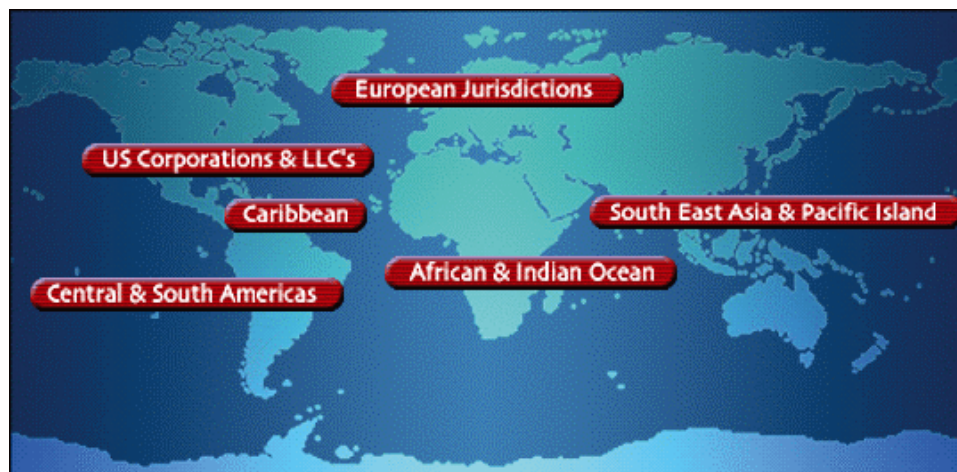 European Jurisdictions
US Corporations & LLC's
Caribbean
South East Asia & Pacific Island
African & Indian Ocean
Central & South Americas